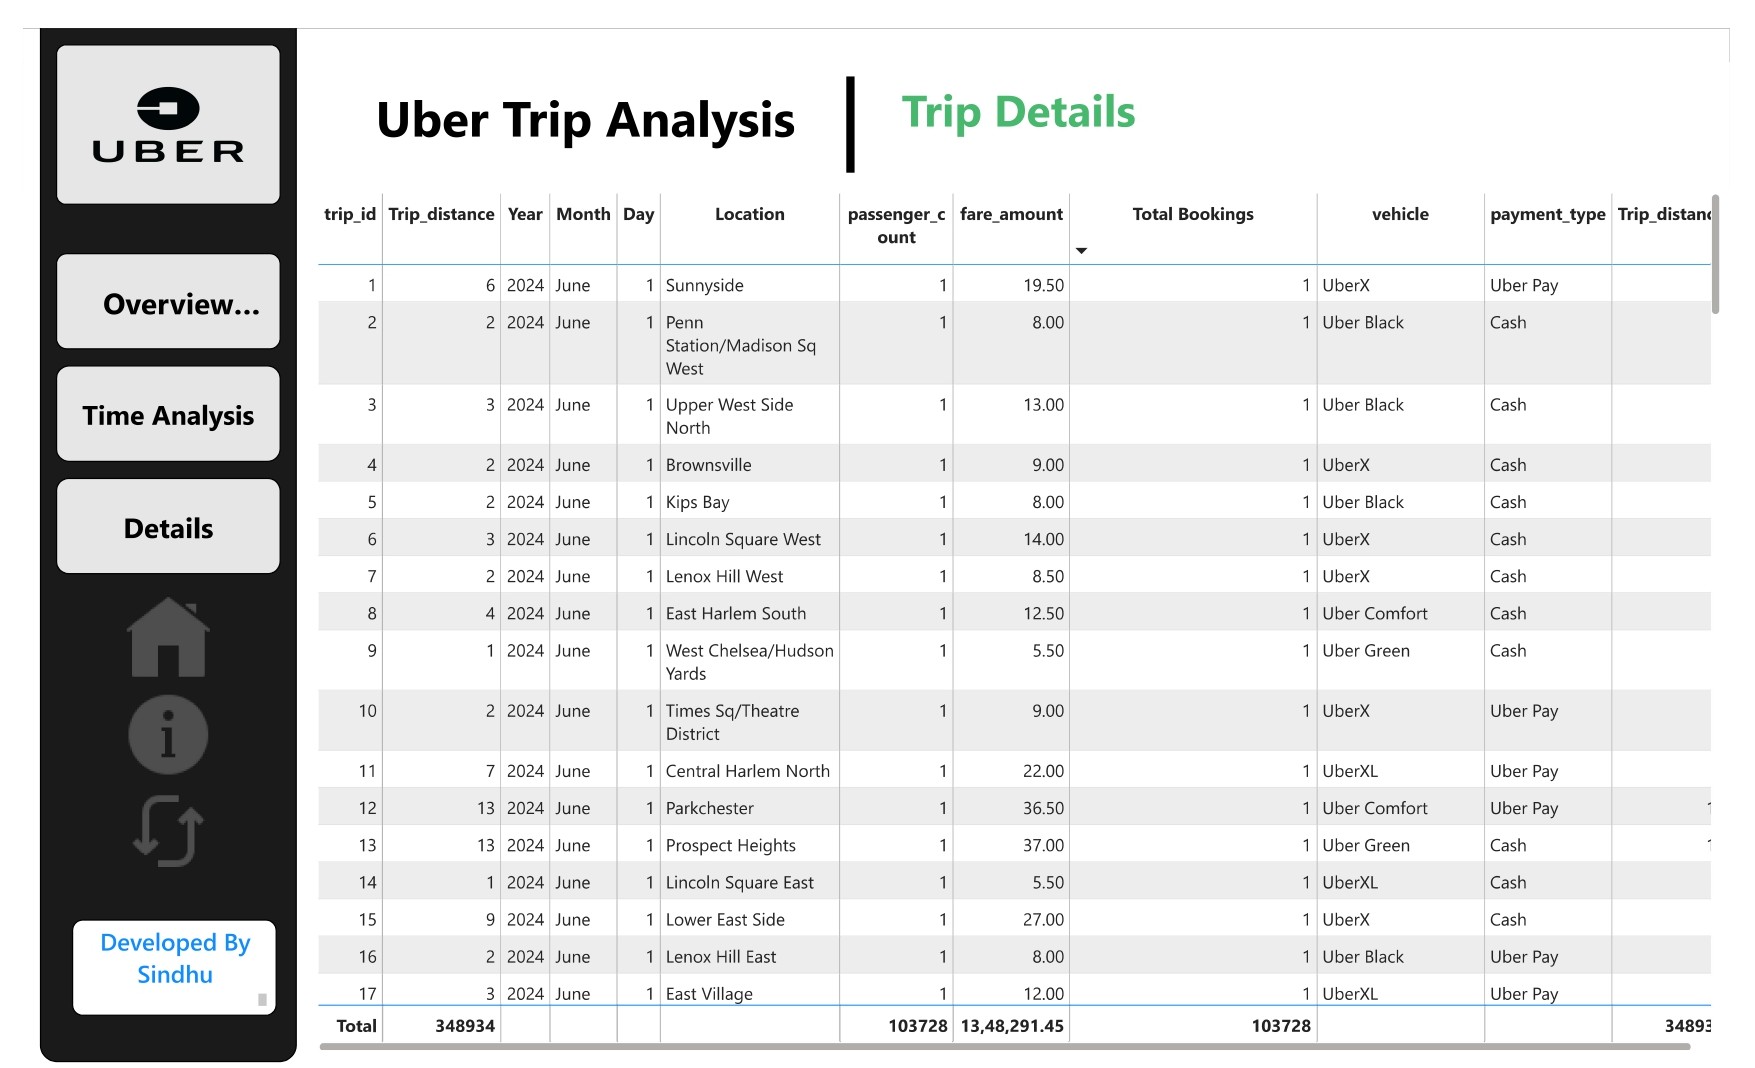 UBER
Uber Trip Analysis
Trip Details
Overview...
Time Analysis
Details
Developed By
Sindhu
trip_id Trip_distance Year Month Day Location passenger_c fare_amount Total Bookings vehicle payment_type Trip_distanc
ount
1 6 2024 June 1 Sunnyside 1 19.50 1 UberX Uber Pay
2 2 2024 June 1 Penn 1 8.00 1 Uber Black Cash
Station/Madison Sq
West
3 3 2024 June 1 Upper West Side 1 13.00 1 Uber Black Cash
North
4 2 2024 June 1 Brownsville 1 9.00 1 UberX Cash
5 2 2024 June 1 Kips Bay 1 8.00 1 Uber Black Cash
6 3 2024 June 1 Lincoln Square West 1 14.00 1 UberX Cash
7 2 2024 June 1 Lenox Hill West 1 8.50 1 UberX Cash
8 4 2024 June 1 East Harlem South 1 12.50 1 Uber Comfort Cash
9 1 2024 June 1 West Chelsea/Hudson 1 5.50 1 Uber Green Cash
Yards
10 2 2024 June 1 Times Sq/Theatre 1 9.00 1 UberX Uber Pay
District
11 7 2024 June 1 Central Harlem North 1 22.00 1 UberXL Uber Pay
12 13 2024 June 1 Parkchester 1 36.50 1 Uber Comfort Uber Pay 1
13 13 2024 June 1 Prospect Heights 1 37.00 1 Uber Green Cash 1
14 1 2024 June 1 Lincoln Square East 1 5.50 1 UberXL Cash
15 9 2024 June 1 Lower East Side 1 27.00 1 UberX Cash
16 2 2024 June 1 Lenox Hill East 1 8.00 1 Uber Black Uber Pay
17 3 2024 June 1 East Village 1 12.00 1 UberXL Uber Pay
Total 348934 103728 13,48,291.45 103728 34893